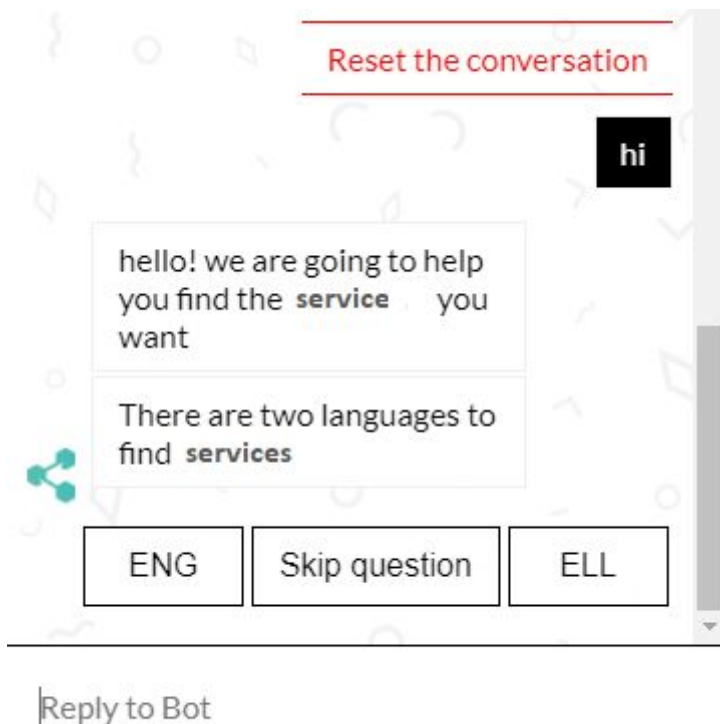 Reset the conversation
hi
hello! we are going to help
you find the service you
want
There are two languages to
find services
ENG
Skip question
ELL
Reply to Bot